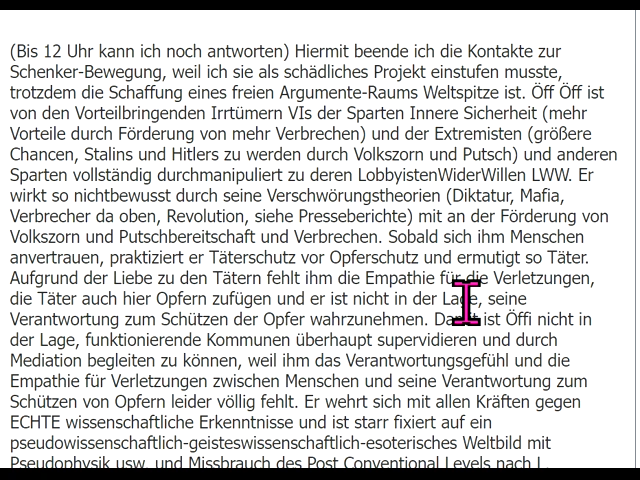 (Bis 12 Uhr kann ich noch antworten) Hiermit beende ich die Kontakte zur
Schenker-Bewegung, weil ich sie als schädliches Projekt einstufen musste,
trotzdem die Schaffung eines freien Argumente-Raums Weltspitze ist. Öff Öff ist
von den Vorteilbringenden Irrtümern VIs der Sparten Innere Sicherheit (mehr
Vorteile durch Förderung von mehr Verbrechen) und der Extremisten (größere
Chancen, Stalins und Hitlers zu werden durch Volkszorn und Putsch) und anderen
Sparten vollständig durchmanipuliert zu deren LobbyistenWiderWillen LWW. Er
wirkt so nichtbewusst durch seine Verschwörungstheorien (Diktatur, Mafia,
Verbrecher da oben, Revolution, siehe Presseberichte) mit an der Förderung von
Volkszorn und Putschbereitschaft und Verbrechen. Sobald sich ihm Menschen
anvertrauen, praktiziert er Täterschutz vor Opferschutz und ermutigt so Täter.
Aufgrund der Liebe zu den Tätern fehlt ihm die Empathie für die Verletzungen,
die Täter auch hier Opfern zufügen und er ist nicht in der Lage, seine
Verantwortung zum Schützen der Opfer wahrzunehmen. Damit ist Öffi nicht in
der Lage, funktionierende Kommunen überhaupt supervidieren und durch
Mediation begleiten zu können, weil ihm das Verantwortungsgefühl und die
Empathie für Verletzungen zwischen Menschen und seine Verantwortung zum
Schützen von Opfern leider völlig fehlt. Er wehrt sich mit allen Kräften gegen
ECHTE wissenschaftliche Erkenntnisse und ist starr fixiert auf ein
pseudowissenschaftlich-geisteswissenschaftlich-esoterisches Weltbild mit
Pseudophysik usw. und Missbrauch des Post Conventional Levels nach L.